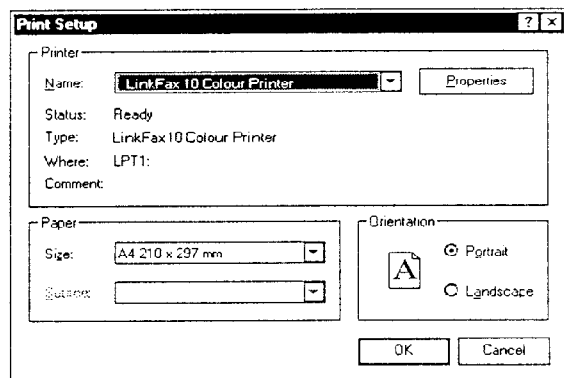 Print Setup ? ×
Printer
Name: LinkFax 10 Colour Printer Properties
Status: Ready
Type: LinkFax 10 Colour Printer
Where: LPT1:
Comment:
Paper
Size: A4 210 x 297 mm
Orientation
A
Portrait
Landscape
OK Cancel